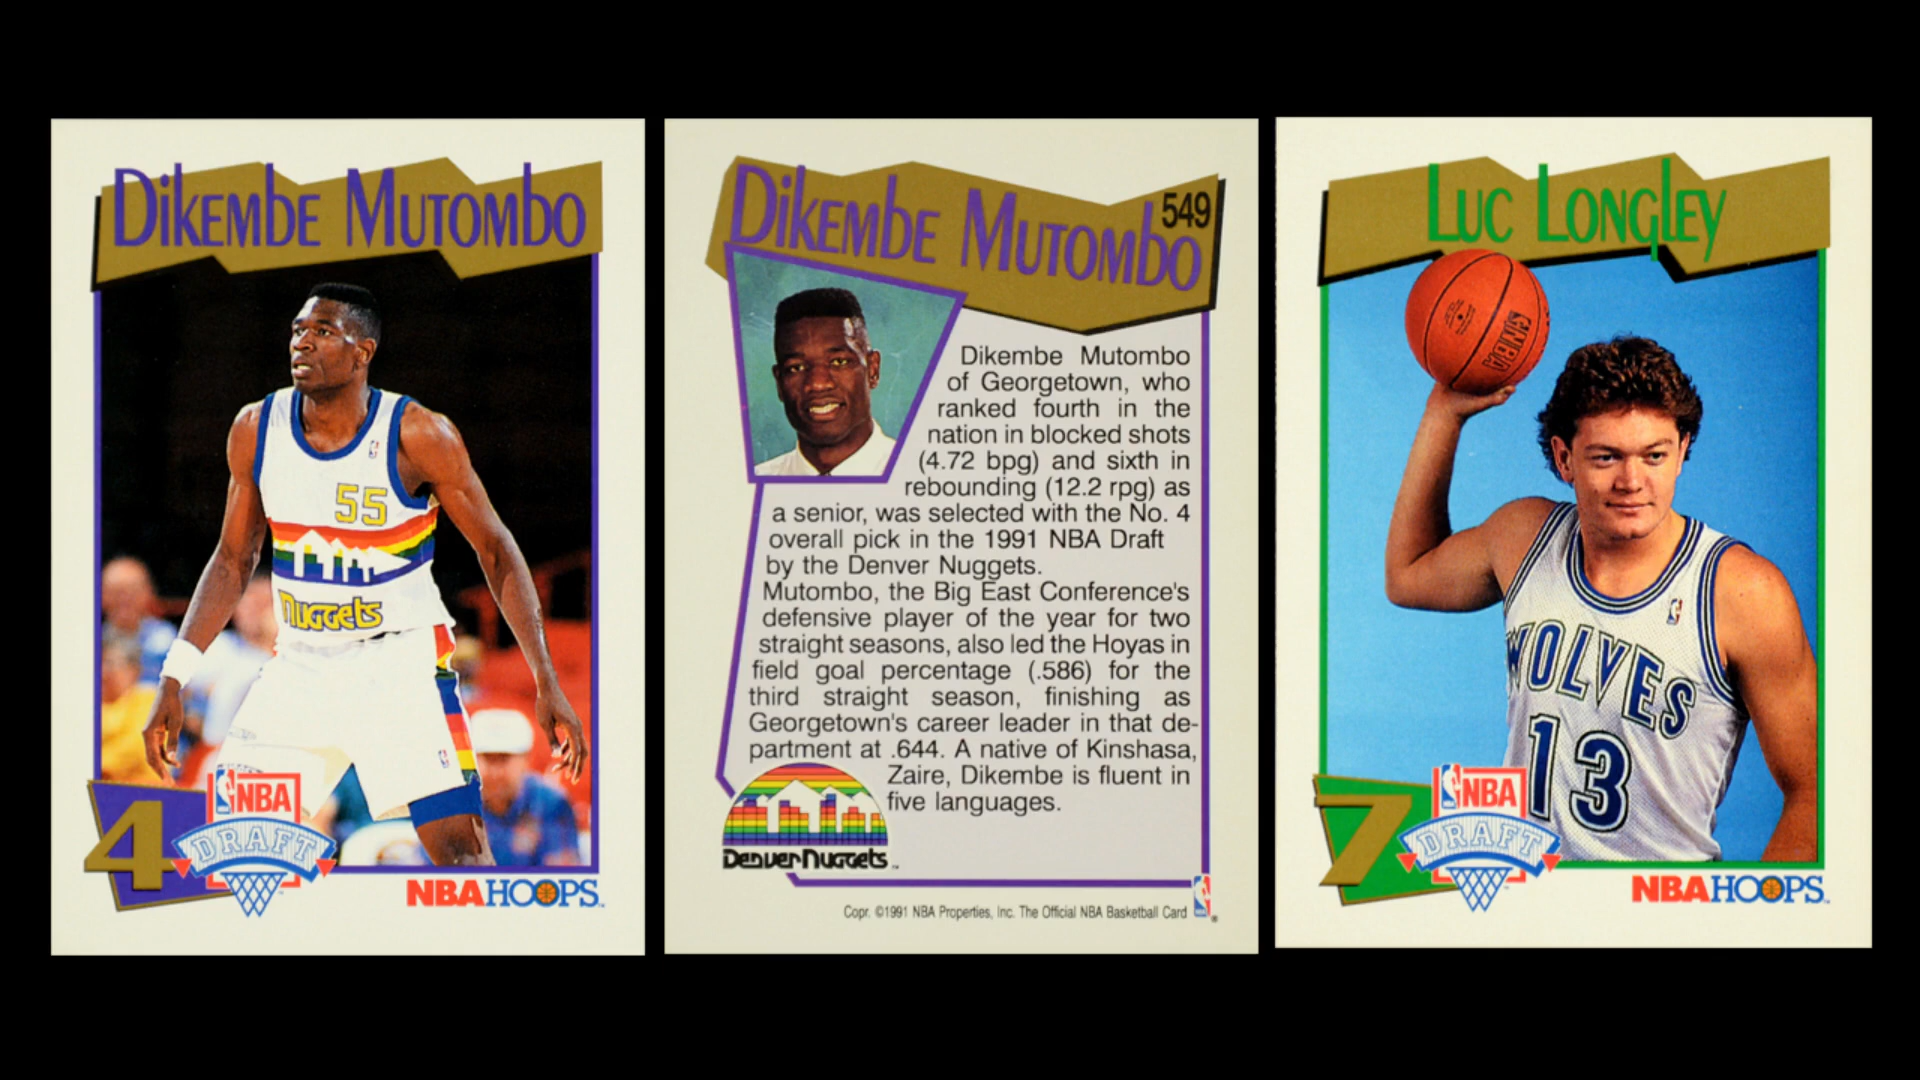 Dikembe Mutombo
55
Nuggets
4
NBA
DRAFT
NBAHOOPS
Dikembe Mutombo
549
Dikembe Mutombo
of Georgetown, who
ranked fourth in the
nation in blocked shots
(4.72 bpg) and sixth in
rebounding (12.2 rpg) as
a senior, was selected with the No. 4
overall pick in the 1991 NBA Draft
by the Denver Nuggets.
Mutombo, the Big East Conference's
defensive player of the year for two
straight seasons, also led the Hoyas in
field goal percentage (.586) for the
third straight season, finishing as
Georgetown's career leader in that de-
partment at .644. A native of Kinshasa,
Zaire, Dikembe is fluent in
five languages.
Denver Nuggets
Copr. ©1991 NBA Properties, Inc. The Official NBA Basketball Card
Luc Longley
NBA
WOLVES
13
7
NBA
DRAFT
NBAHOOPS